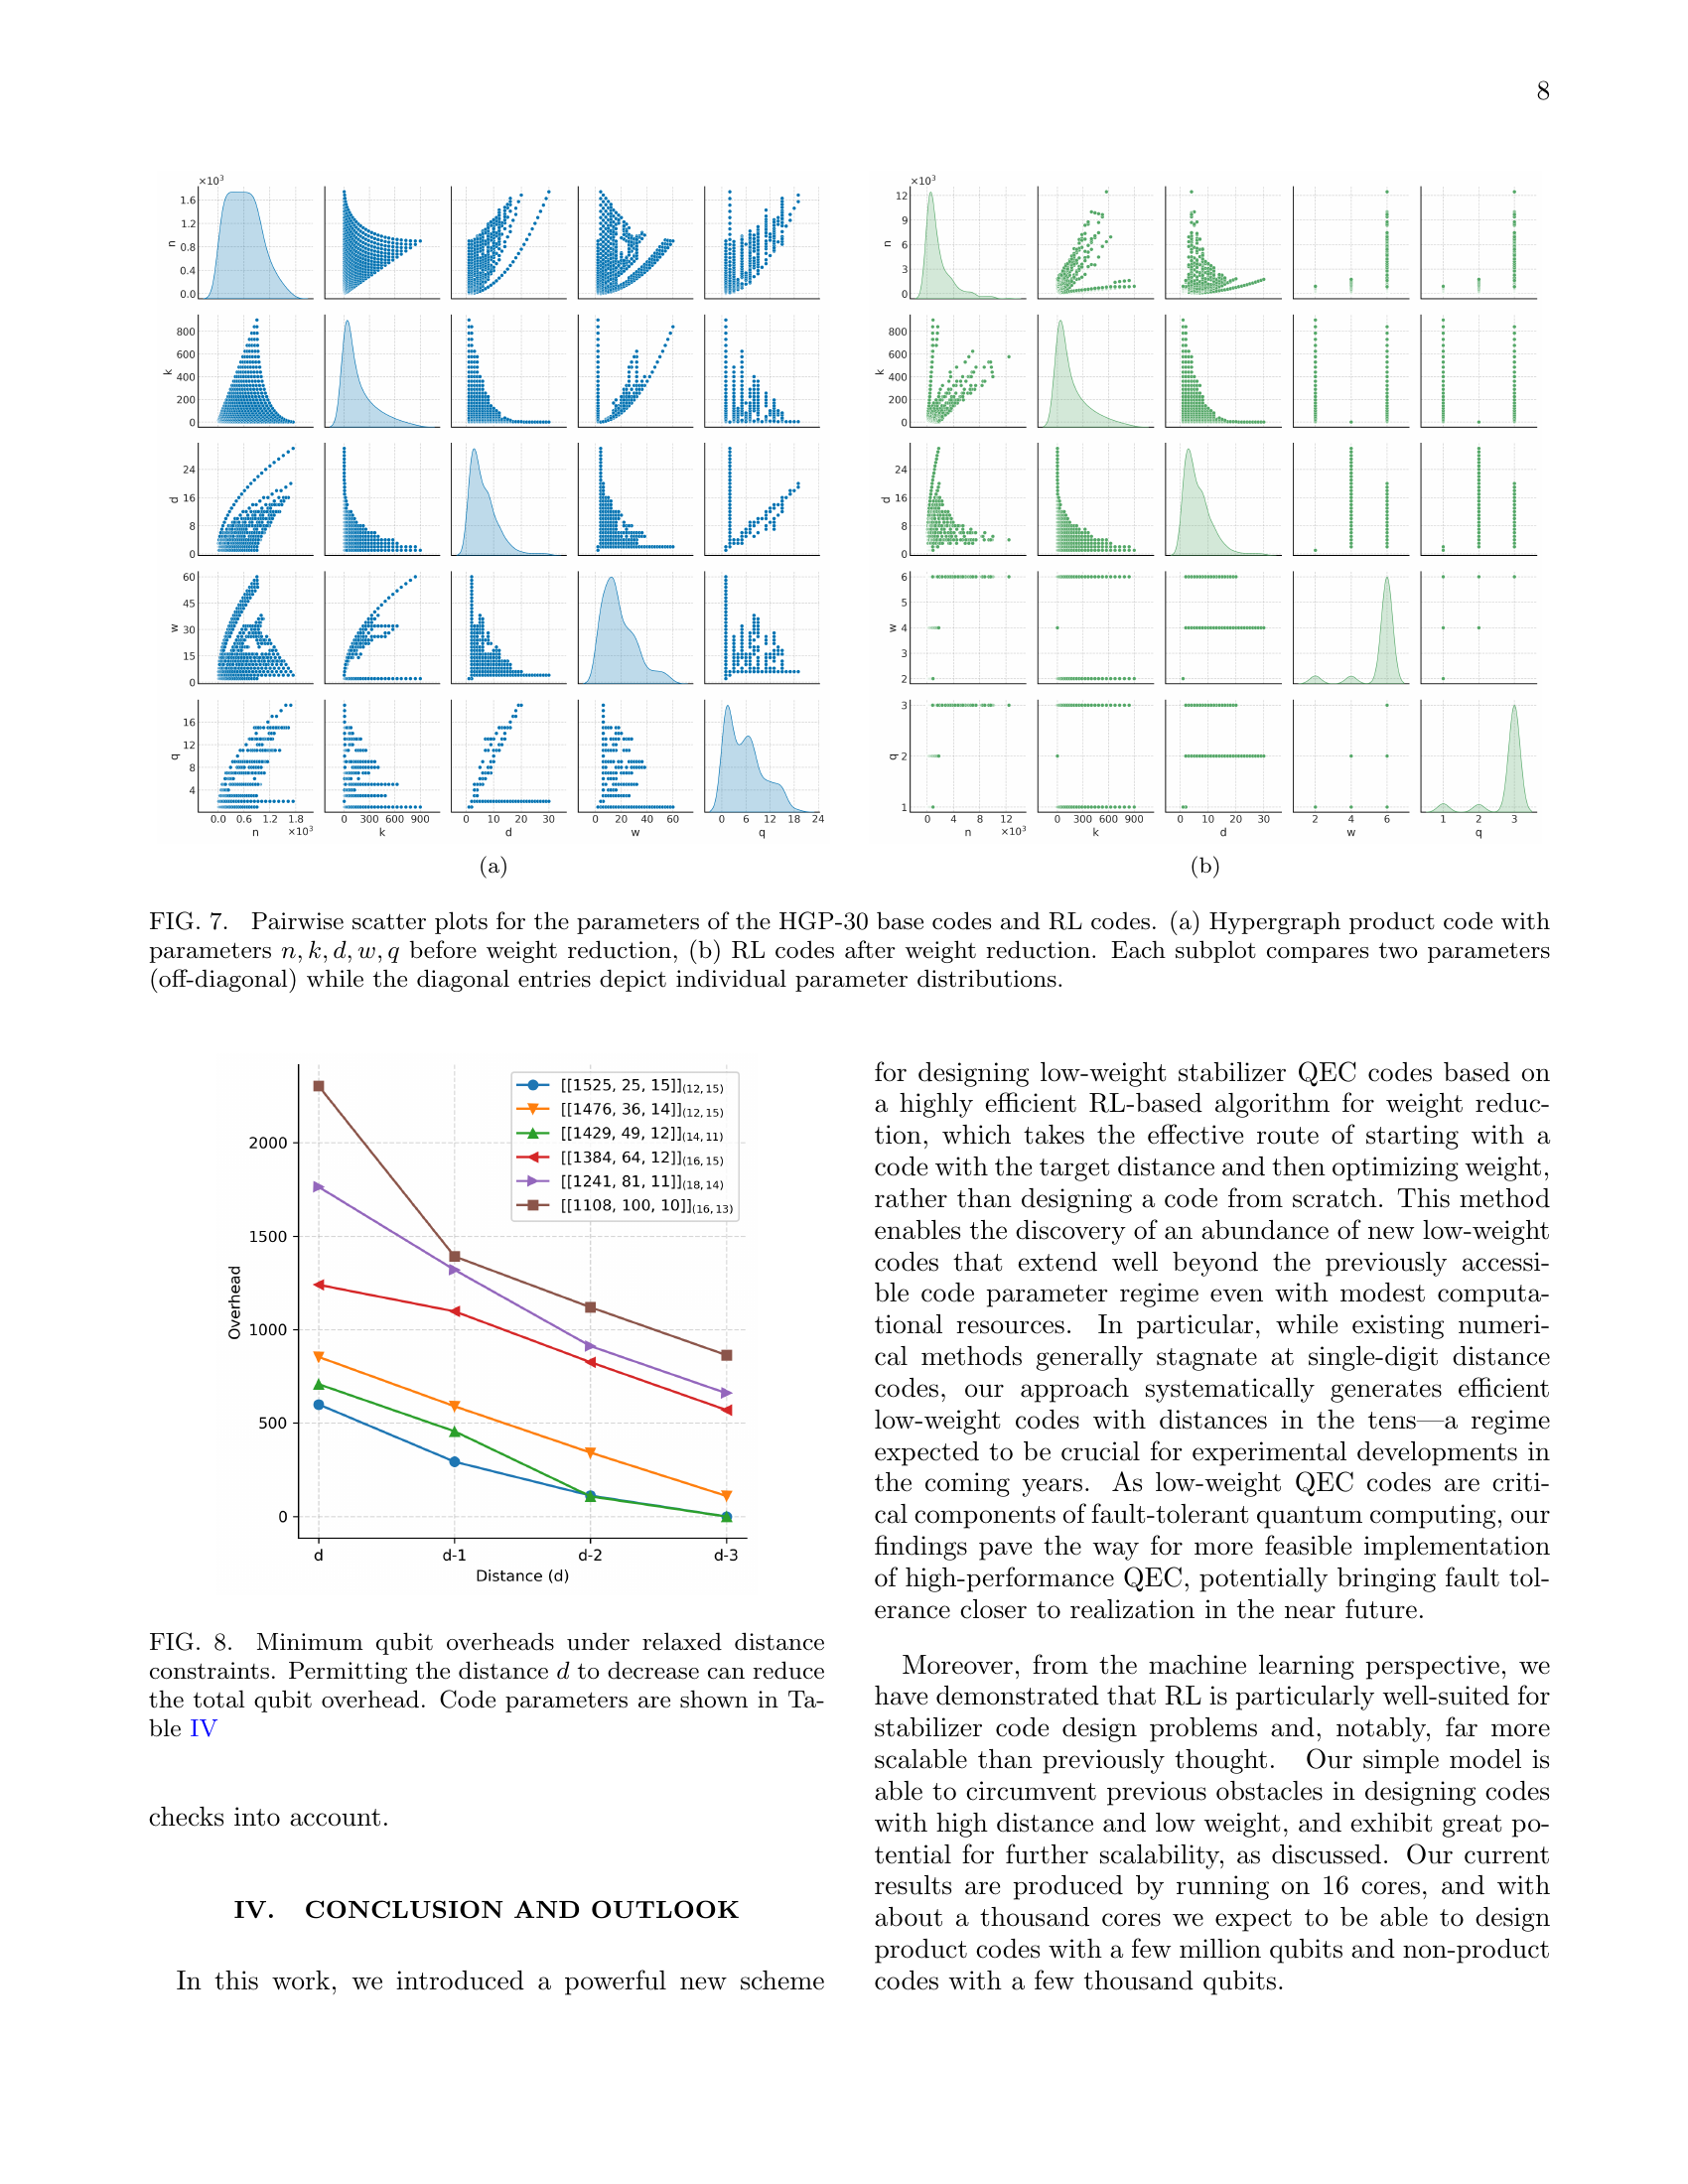 8
×10³
n
1.6
1.2
0.8
0.4
0.0
k
800
600
400
200
0
d
24
16
8
0
w
60
45
30
15
0
q
16
12
8
4
0.0 0.6 1.2 1.8
×10³
n
0 300 600 900
k
0 10 20 30
d
0 20 40 60
w
0 6 12 18 24
q
(a)
×10³
n
12
9
6
3
0
k
800
600
400
200
0
d
24
16
8
0
w
6
5
4
3
2
q
3
2
1
0 4 8 12
×10³
n
0 300 600 900
k
0 10 20 30
d
2 4 6
w
1 2 3
q
(b)
FIG. 7. Pairwise scatter plots for the parameters of the HGP-30 base codes and RL codes. (a) Hypergraph product code with
parameters n, k, d, w, q before weight reduction, (b) RL codes after weight reduction. Each subplot compares two parameters
(off-diagonal) while the diagonal entries depict individual parameter distributions.
Overhead
2000
1500
1000
500
0
[[1525, 25, 15]](12, 15)
[[1476, 36, 14]](12, 15)
[[1429, 49, 12]](14, 11)
[[1384, 64, 12]](16, 15)
[[1241, 81, 11]](18, 14)
[[1108, 100, 10]](16, 13)
d d-1 d-2 d-3
Distance (d)
FIG. 8. Minimum qubit overheads under relaxed distance
constraints. Permitting the distance d to decrease can reduce
the total qubit overhead. Code parameters are shown in Ta-
ble IV
checks into account.
IV. CONCLUSION AND OUTLOOK
In this work, we introduced a powerful new scheme
for designing low-weight stabilizer QEC codes based on
a highly efficient RL-based algorithm for weight reduc-
tion, which takes the effective route of starting with a
code with the target distance and then optimizing weight,
rather than designing a code from scratch. This method
enables the discovery of an abundance of new low-weight
codes that extend well beyond the previously accessi-
ble code parameter regime even with modest computa-
tional resources. In particular, while existing numeri-
cal methods generally stagnate at single-digit distance
codes, our approach systematically generates efficient
low-weight codes with distances in the tens—a regime
expected to be crucial for experimental developments in
the coming years. As low-weight QEC codes are criti-
cal components of fault-tolerant quantum computing, our
findings pave the way for more feasible implementation
of high-performance QEC, potentially bringing fault tol-
erance closer to realization in the near future.
Moreover, from the machine learning perspective, we
have demonstrated that RL is particularly well-suited for
stabilizer code design problems and, notably, far more
scalable than previously thought. Our simple model is
able to circumvent previous obstacles in designing codes
with high distance and low weight, and exhibit great po-
tential for further scalability, as discussed. Our current
results are produced by running on 16 cores, and with
about a thousand cores we expect to be able to design
product codes with a few million qubits and non-product
codes with a few thousand qubits.